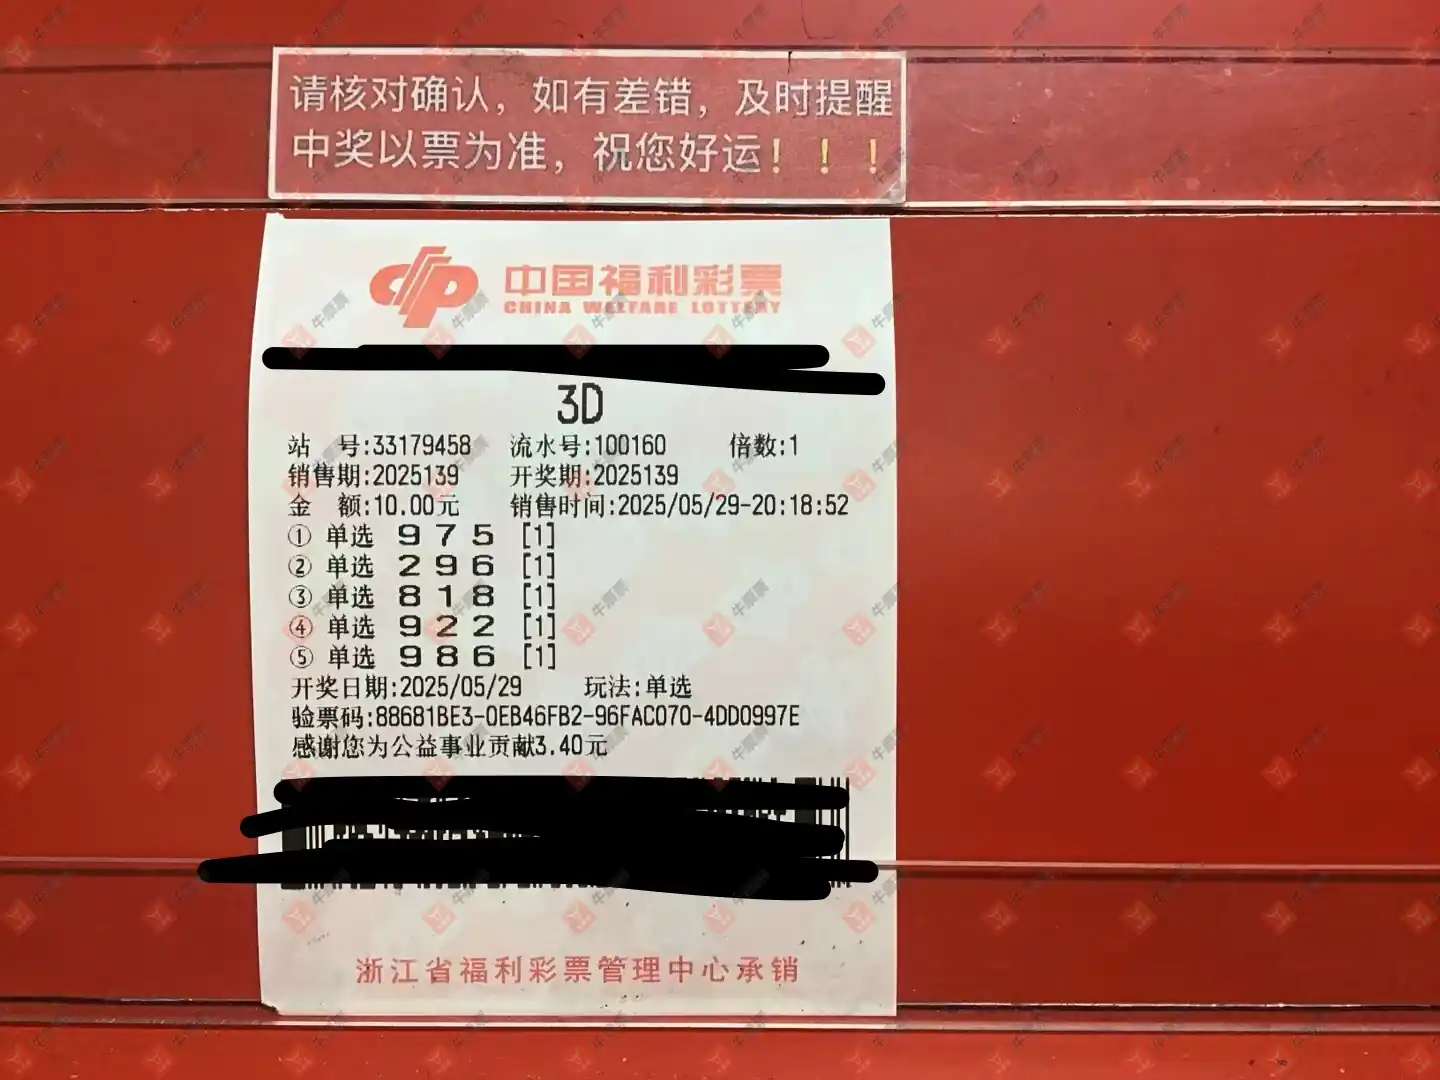 请核对确认，如有差错，及时提醒
中奖以票为准，祝您好运！！！
中国福利彩票
CHINA WELFARE LOTTERY
3D
站 号:33179458 流水号:100160 倍数:1
销售期:2025139 开奖期:2025139
金 额:10.00元 销售时间:2025/05/29-20:18:52
① 单选 9 7 5 [1]
② 单选 2 9 6 [1]
③ 单选 8 1 8 [1]
④ 单选 9 2 2 [1]
⑤ 单选 9 8 6 [1]
开奖日期:2025/05/29 玩法:单选
验票码:88681BE3-0EB46FB2-96FAC070-4DD0997E
感谢您为公益事业贡献3.40元
浙江省福利彩票管理中心承销
牛票票